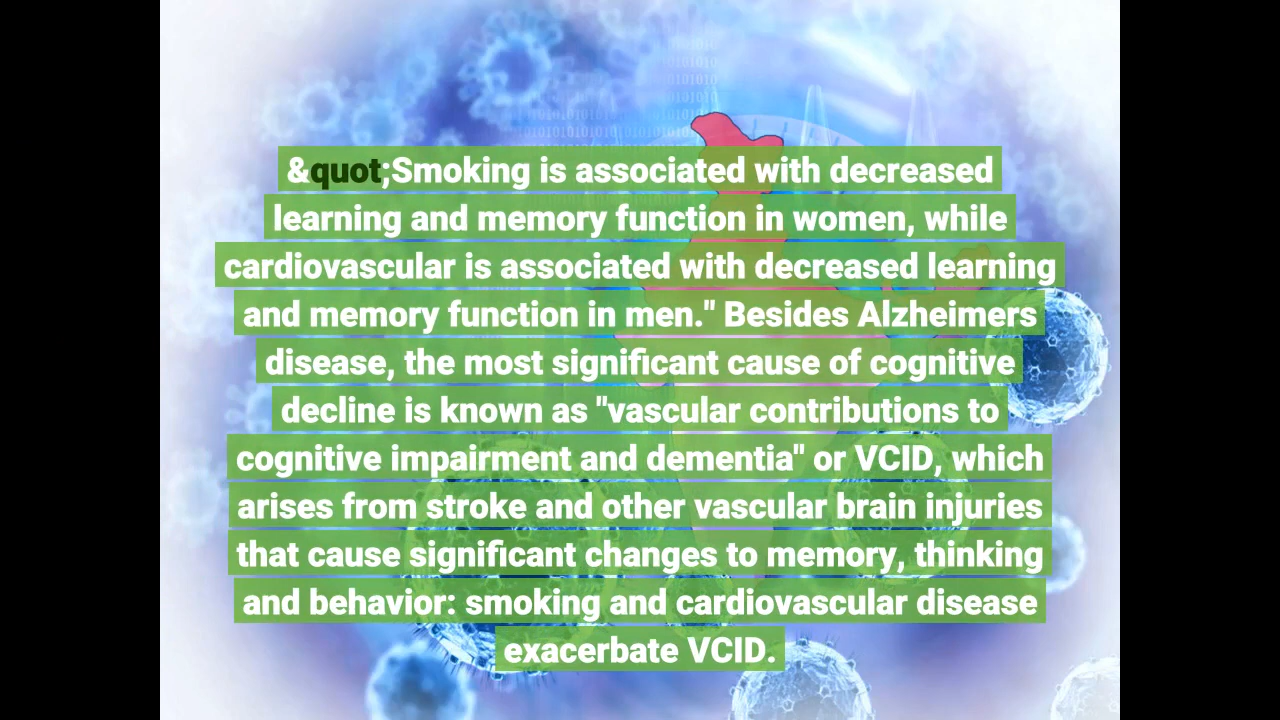 &quot;Smoking is associated with decreased
learning and memory function in women, while
cardiovascular is associated with decreased learning
and memory function in men." Besides Alzheimers
disease, the most significant cause of cognitive
decline is known as "vascular contributions to
cognitive impairment and dementia" or VCID, which
arises from stroke and other vascular brain injuries
that cause significant changes to memory, thinking
and behavior: smoking and cardiovascular disease
exacerbate VCID.